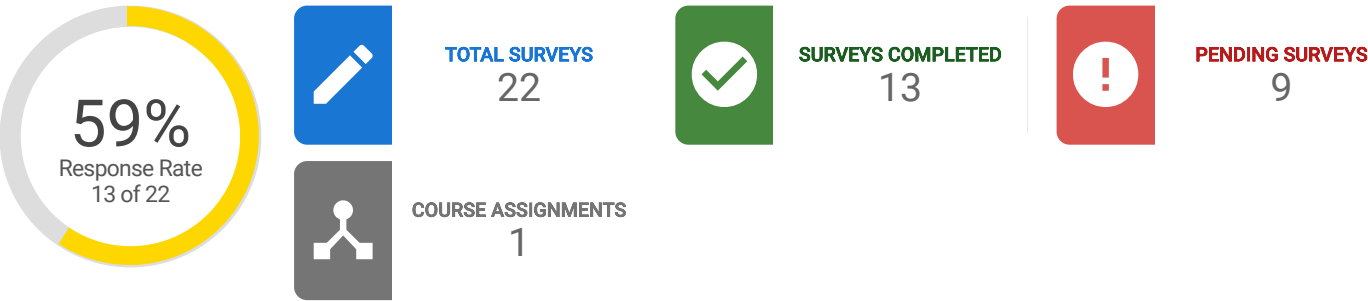 59%
Response Rate
13 of 22
TOTAL SURVEYS
22
SURVEYS COMPLETED
13
PENDING SURVEYS
9
COURSE ASSIGNMENTS
1